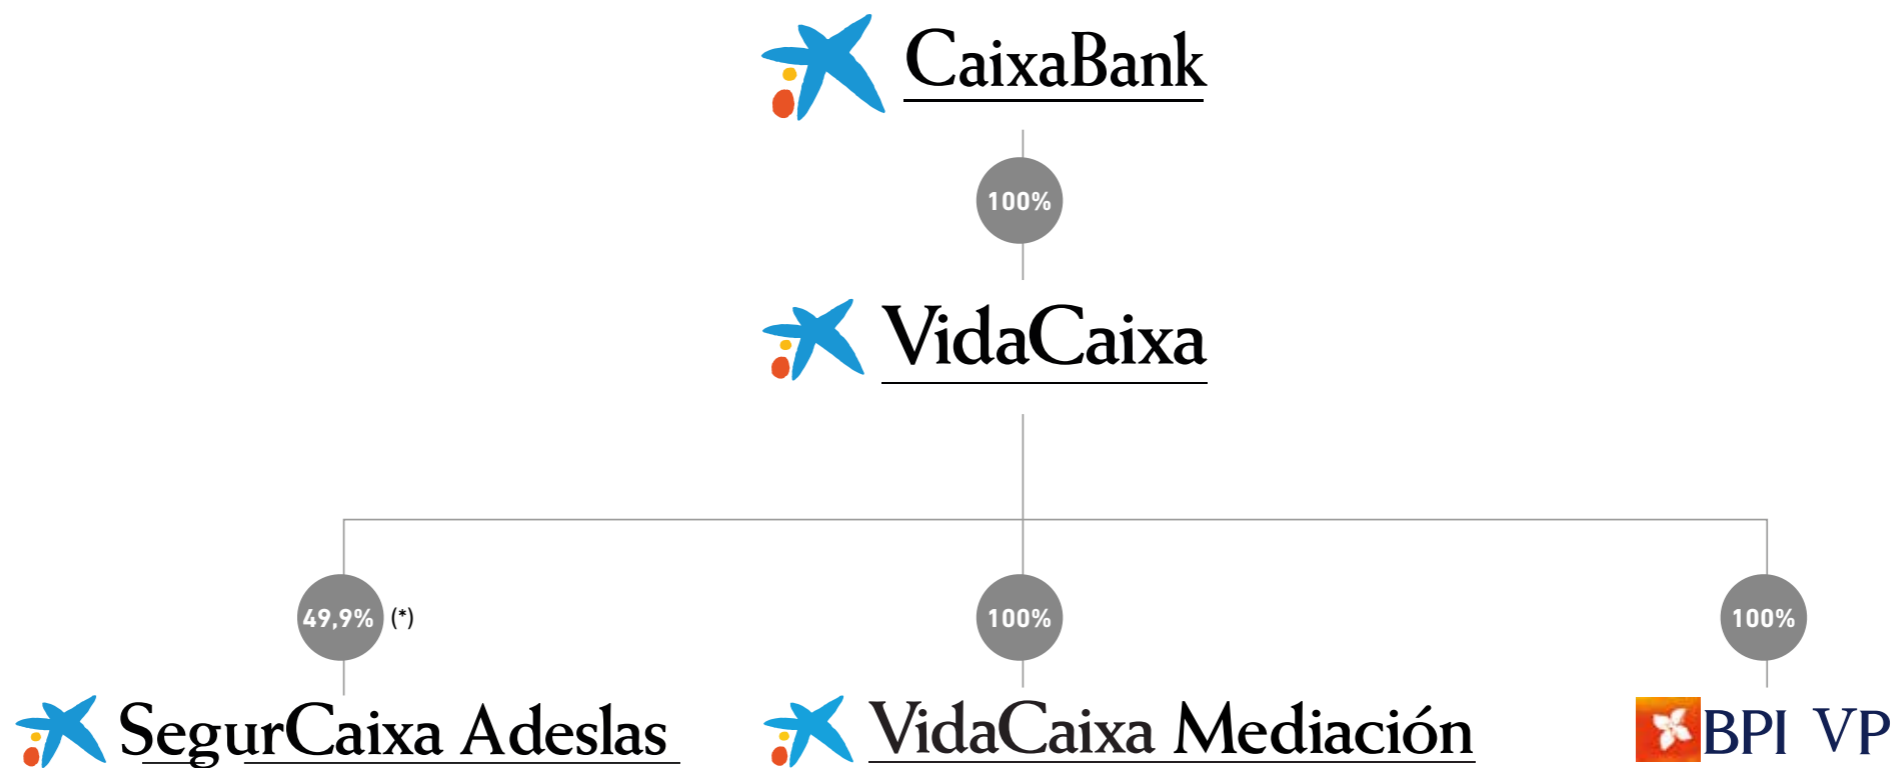 CaixaBank
100%
VidaCaixa
49,9% (*)
100%
100%
SegurCaixa Adeslas
VidaCaixa Mediación
BPI VP